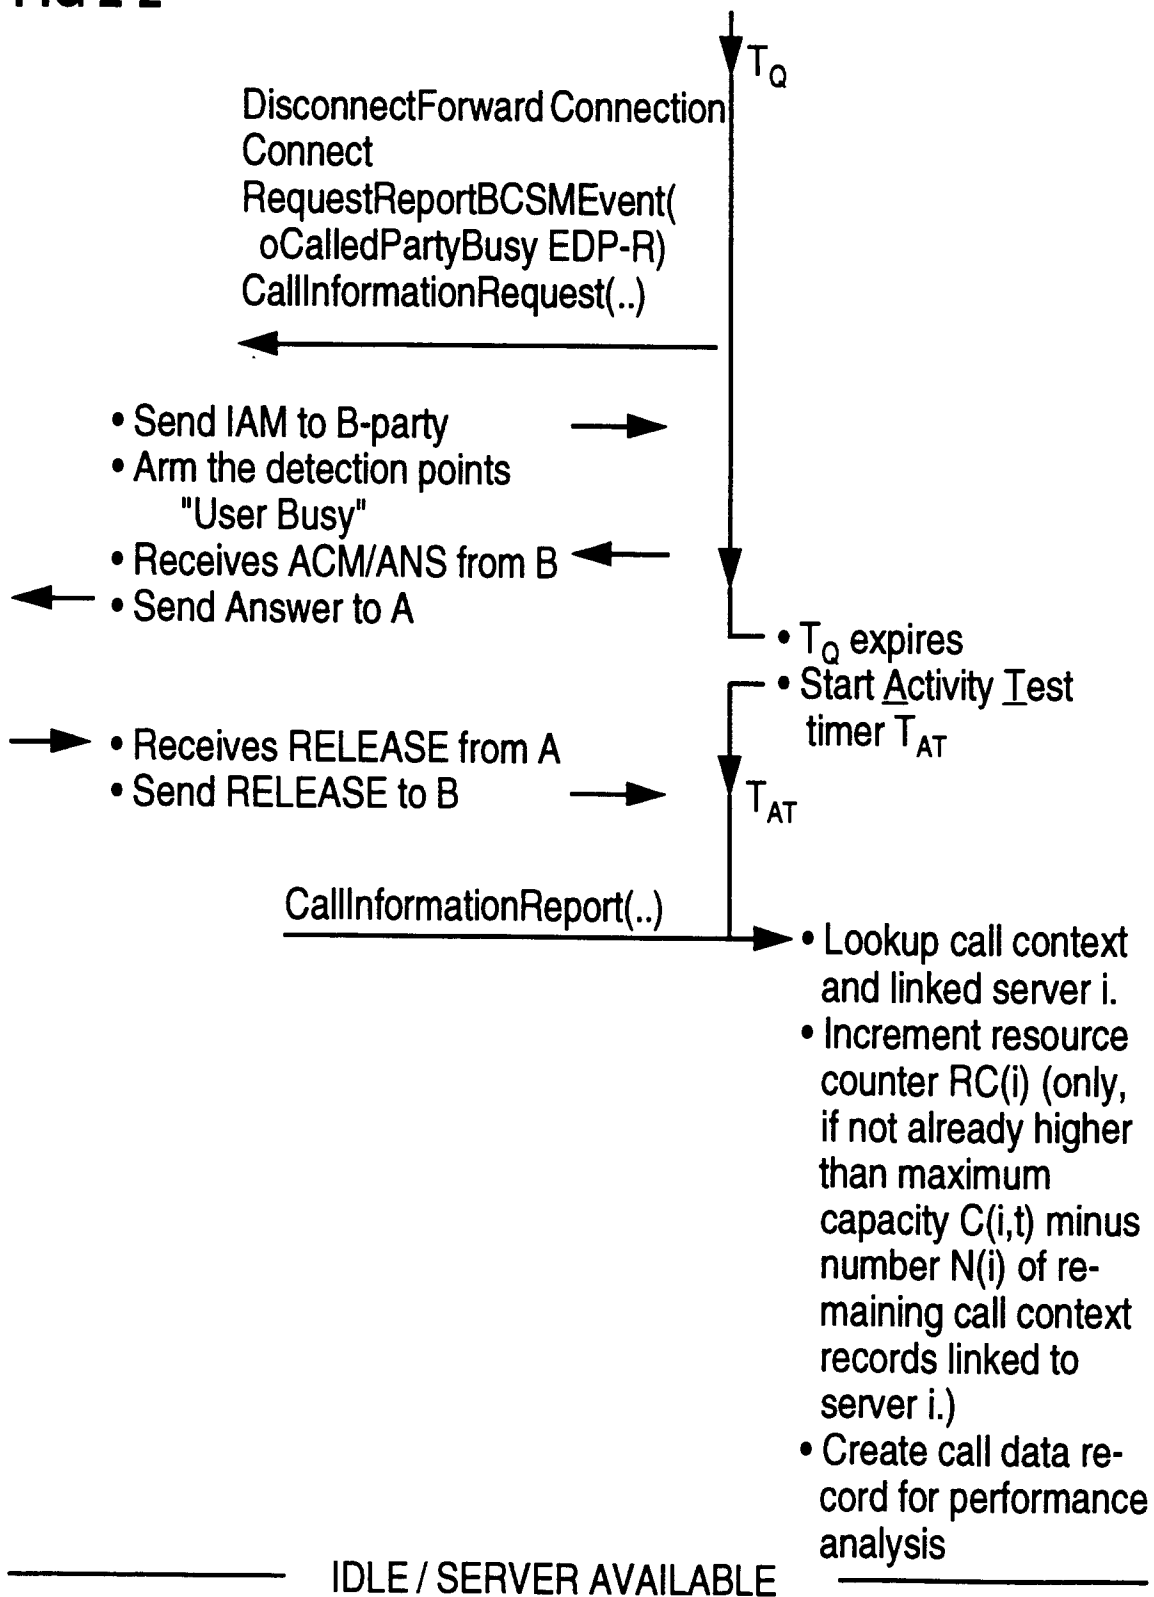 T_Q
DisconnectForward Connection
Connect
RequestReportBCSMEvent(
oCalledPartyBusy EDP-R)
CallInformationRequest(..)
• Send IAM to B-party
• Arm the detection points
"User Busy"
• Receives ACM/ANS from B
• Send Answer to A
• T_Q expires
• Start Activity Test
timer T_AT
• Receives RELEASE from A
• Send RELEASE to B
T_AT
CallInformationReport(..)
• Lookup call context
and linked server i.
• Increment resource
counter RC(i) (only,
if not already higher
than maximum
capacity C(i,t) minus
number N(i) of re-
maining call context
records linked to
server i.)
• Create call data re-
cord for performance
analysis
IDLE / SERVER AVAILABLE